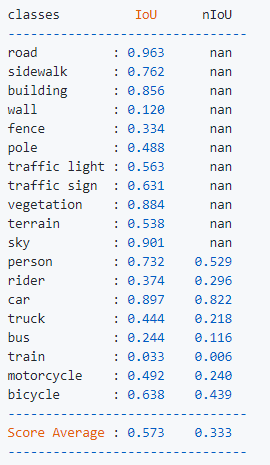 classes IoU nIoU
--------------------------------
road : 0.963 nan
sidewalk : 0.762 nan
building : 0.856 nan
wall : 0.120 nan
fence : 0.334 nan
pole : 0.488 nan
traffic light : 0.563 nan
traffic sign : 0.631 nan
vegetation : 0.884 nan
terrain : 0.538 nan
sky : 0.901 nan
person : 0.732 0.529
rider : 0.374 0.296
car : 0.897 0.822
truck : 0.444 0.218
bus : 0.244 0.116
train : 0.033 0.006
motorcycle : 0.492 0.240
bicycle : 0.638 0.439
--------------------------------
Score Average : 0.573 0.333
--------------------------------